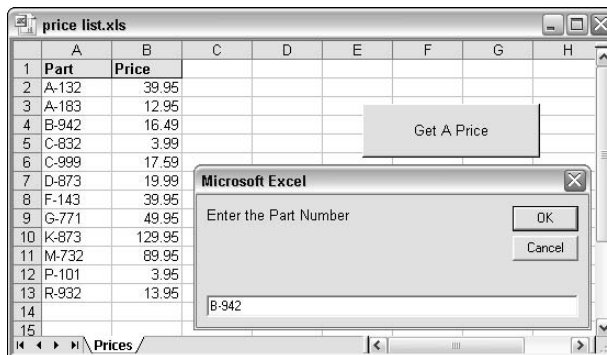 price list.xls
A B C D E F G H
1 Part Price
2 A-132 39.95
3 A-183 12.95
4 B-942 16.49
5 C-832 3.99
6 C-999 17.59
7 D-873 19.99
8 F-143 39.95
9 G-771 49.95
10 K-873 129.95
11 M-732 89.95
12 P-101 3.95
13 R-932 13.95
14
15
Get A Price
Microsoft Excel
Enter the Part Number
OK
Cancel
B-942
Prices